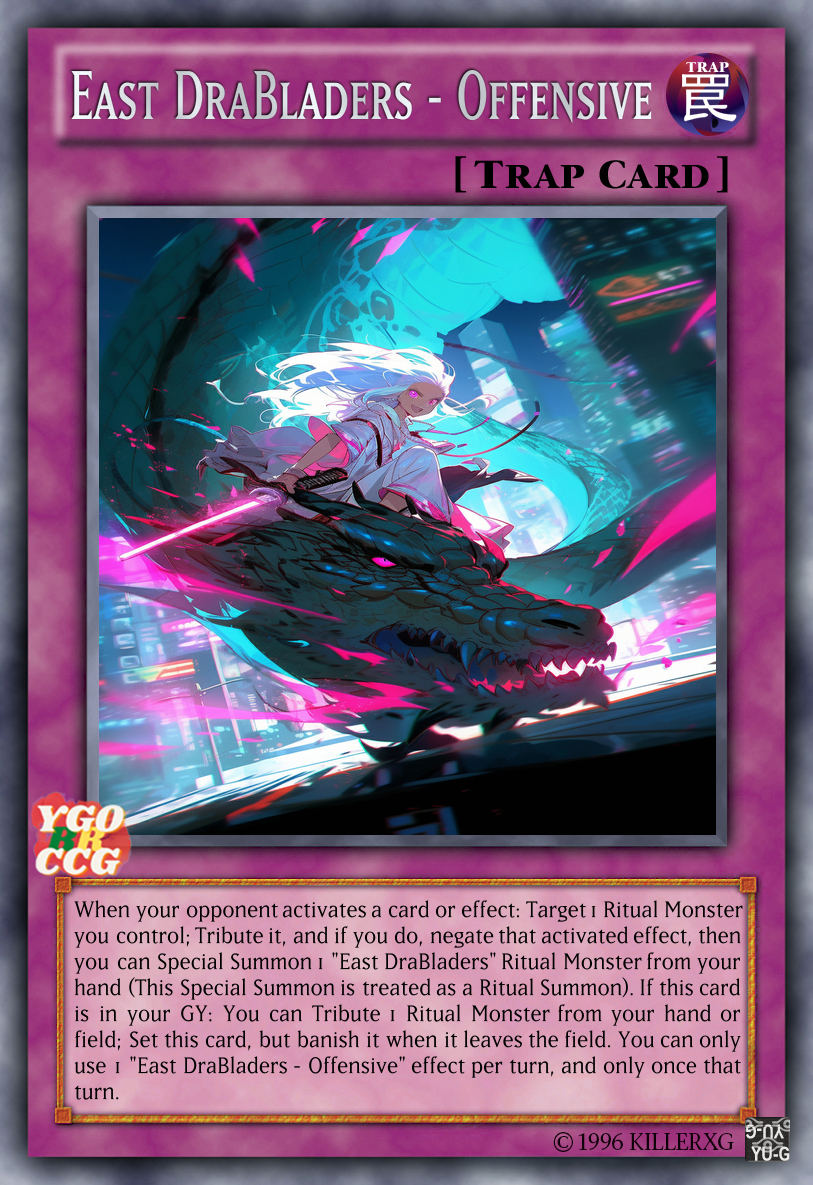 East DraBladers - Offensive
TRAP
罠
[Trap Card]
YGO
BR
CCG
When your opponent activates a card or effect: Target 1 Ritual Monster
you control; Tribute it, and if you do, negate that activated effect, then
you can Special Summon 1 "East DraBladers" Ritual Monster from your
hand (This Special Summon is treated as a Ritual Summon). If this card
is in your GY: You can Tribute 1 Ritual Monster from your hand or
field; Set this card, but banish it when it leaves the field. You can only
use 1 "East DraBladers - Offensive" effect per turn, and only once that
turn.
© 1996 KILLERXG
YU-G